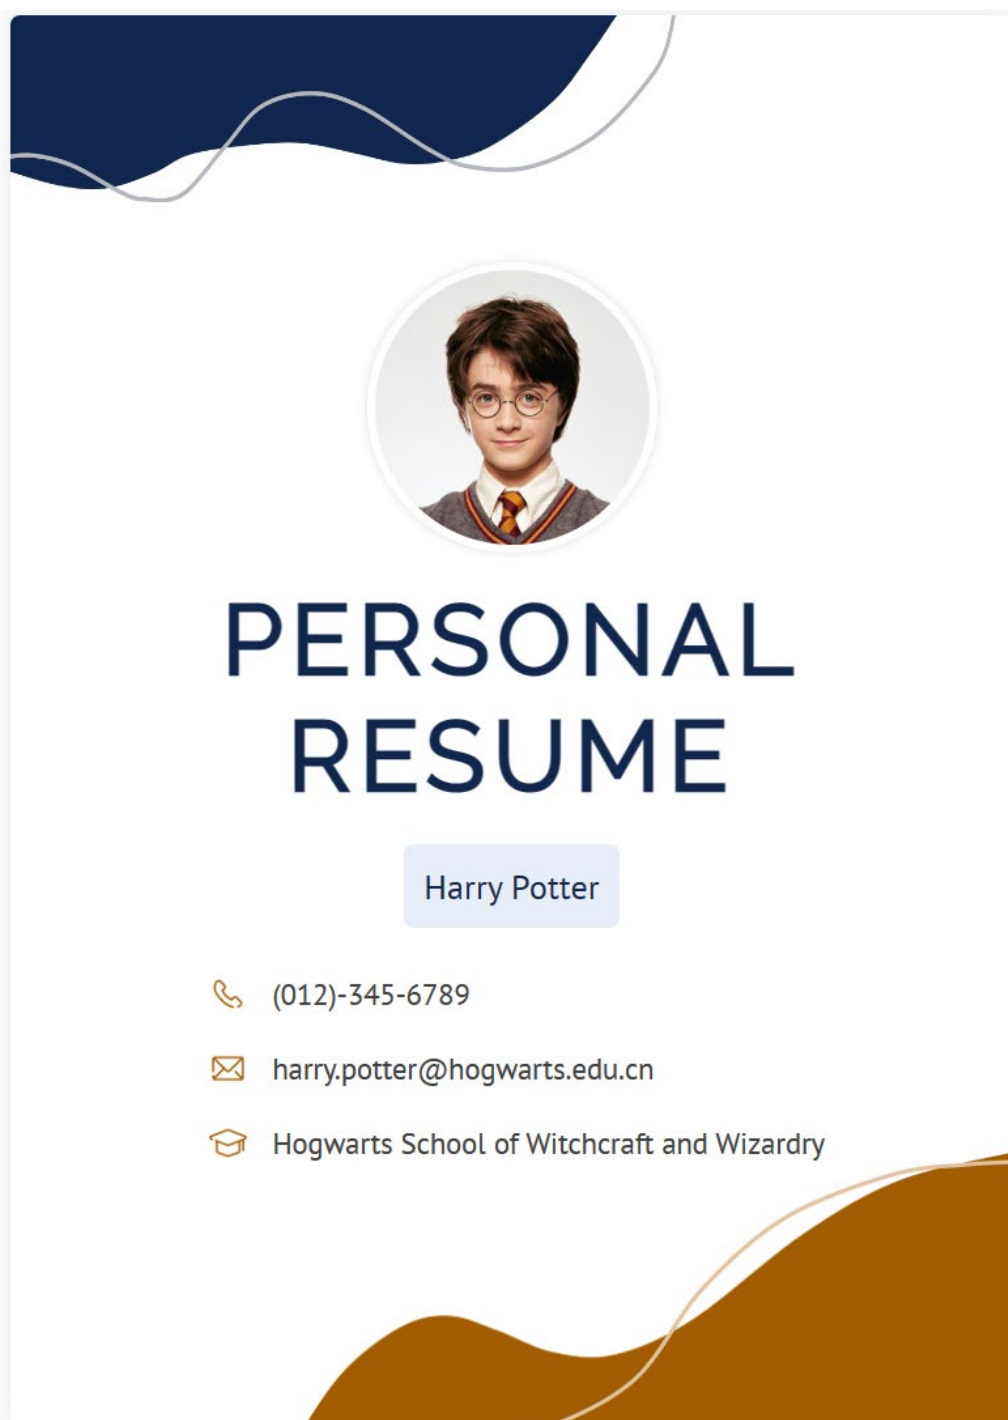 PERSONAL
RESUME
Harry Potter
(012)-345-6789
harry.potter@hogwarts.edu.cn
Hogwarts School of Witchcraft and Wizardry